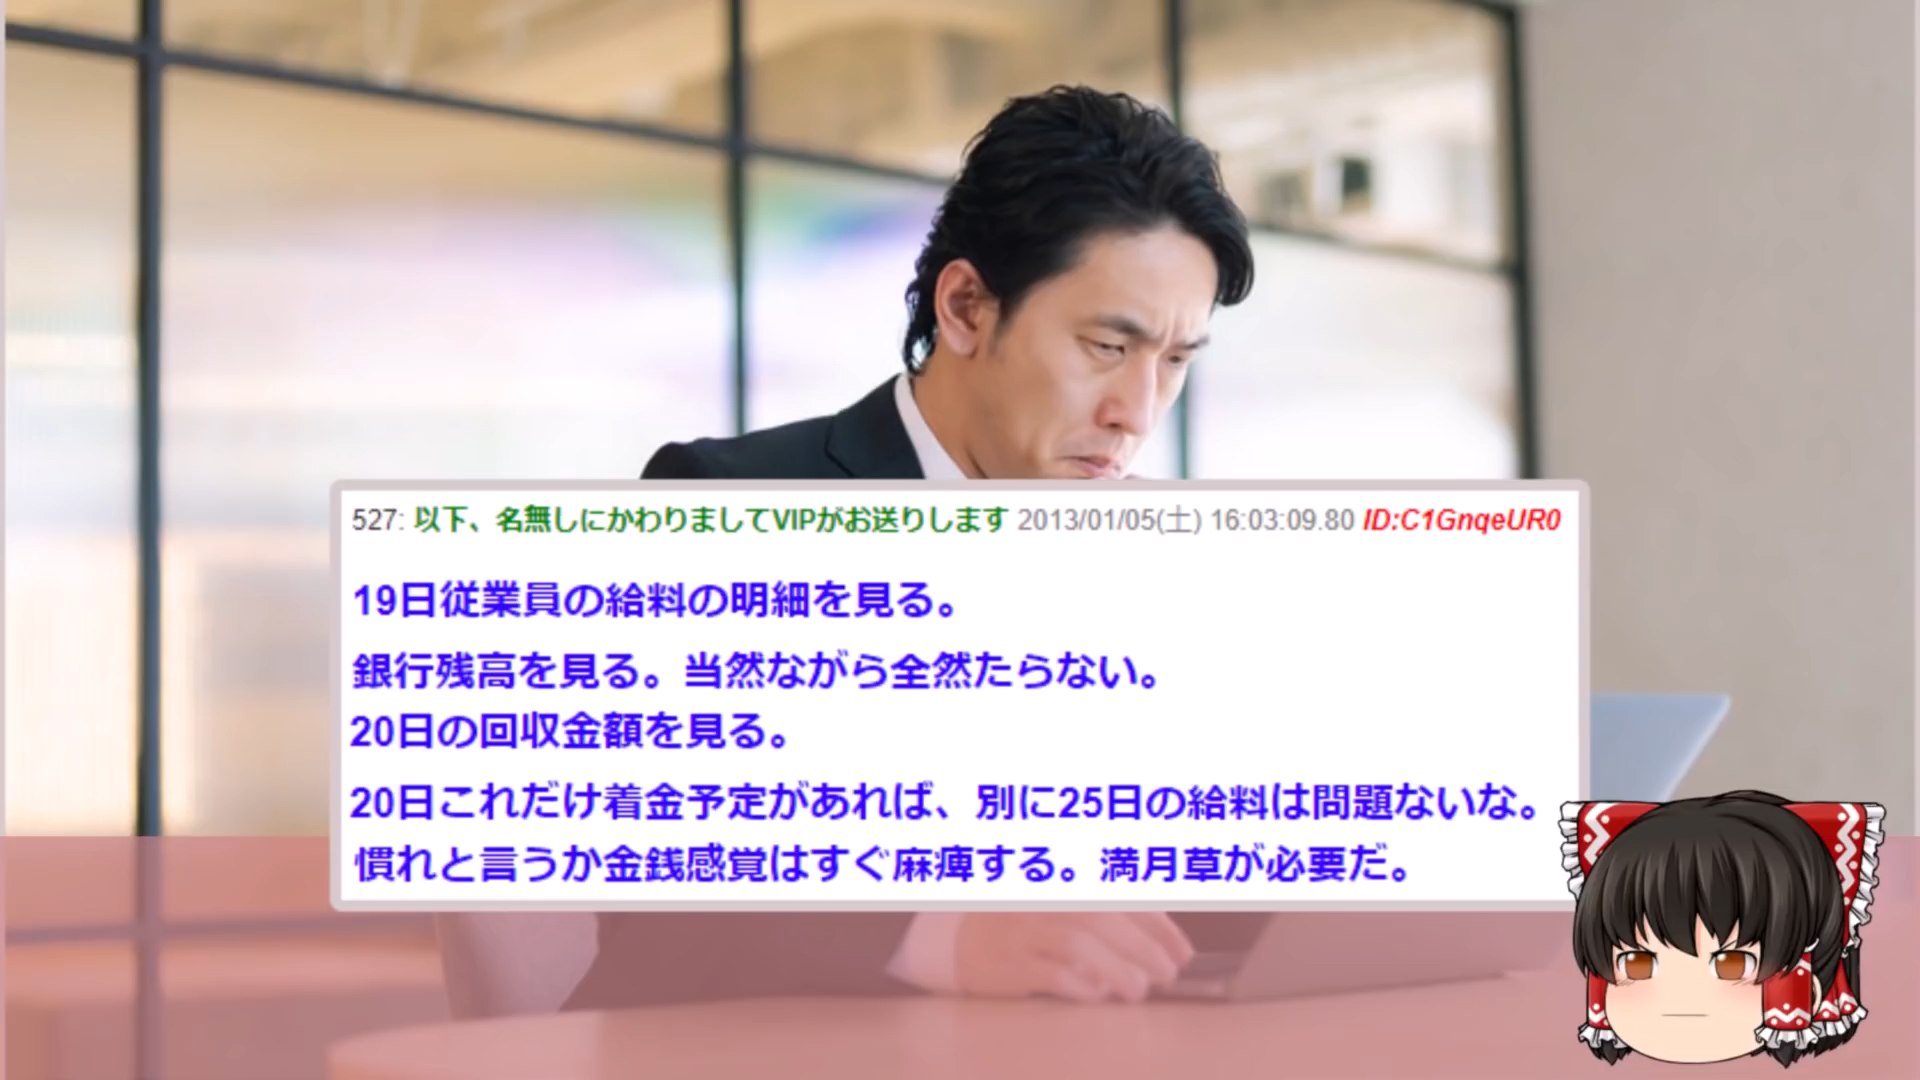 527: 以下、名無しにかわりましてVIPがお送りします 2013/01/05(土) 16:03:09.80 ID:C1GnqeUR0
19日従業員の給料の明細を見る。
銀行残高を見る。当然ながら全然たらない。
20日の回収金額を見る。
20日これだけ着金予定があれば、別に25日の給料は問題ないな。
慣れと言うか金銭感覚はすぐ麻痺する。満月草が必要だ。